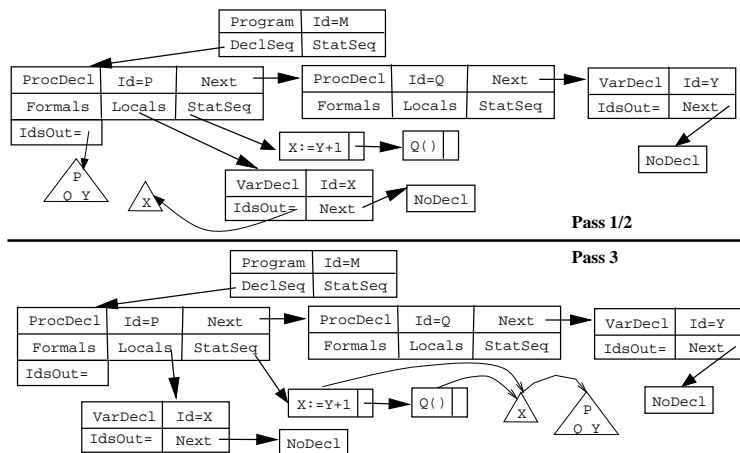 Program Id=M
DeclSeq StatSeq
ProcDecl Id=P Next
Formals Locals StatSeq
IdsOut=
ProcDecl Id=Q Next
Formals Locals StatSeq
VarDecl Id=Y
IdsOut= Next
NoDecl
X:=Y+1
Q()
P
Q Y
X
VarDecl Id=X
IdsOut= Next
NoDecl
Pass 1/2
Pass 3
Program Id=M
DeclSeq StatSeq
ProcDecl Id=P Next
Formals Locals StatSeq
IdsOut=
ProcDecl Id=Q Next
Formals Locals StatSeq
VarDecl Id=Y
IdsOut= Next
NoDecl
X:=Y+1
Q()
X
P
Q Y
VarDecl Id=X
IdsOut= Next
NoDecl